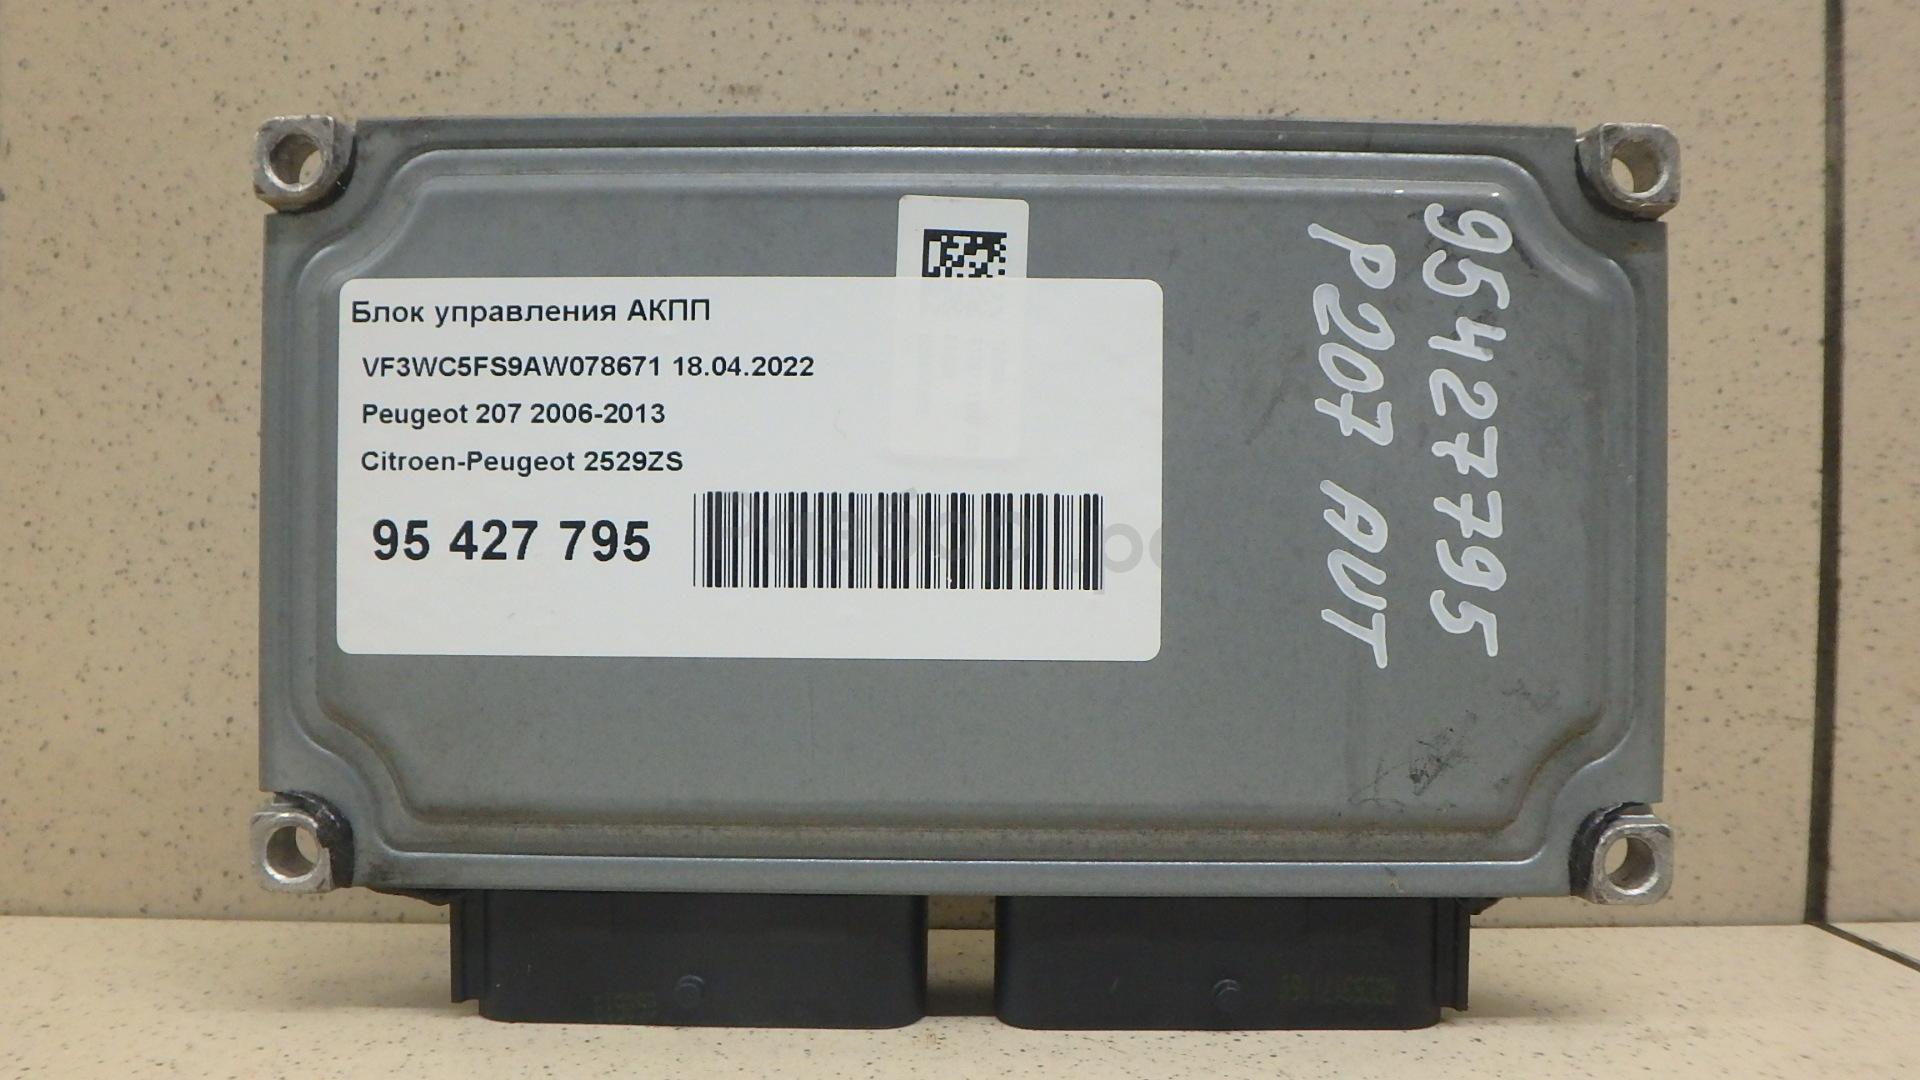 Блок управления АКПП
VF3WC5FS9AW078671 18.04.2022
Peugeot 207 2006-2013
Citroen-Peugeot 2529ZS
95 427 795
95427795
P207 AUT